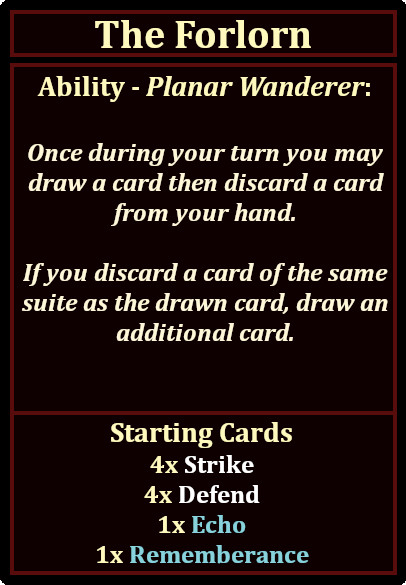 The Forlorn
Ability - Planar Wanderer:
Once during your turn you may
draw a card then discard a card
from your hand.
If you discard a card of the same
suite as the drawn card, draw an
additional card.
Starting Cards
4x Strike
4x Defend
1x Echo
1x Rememberance